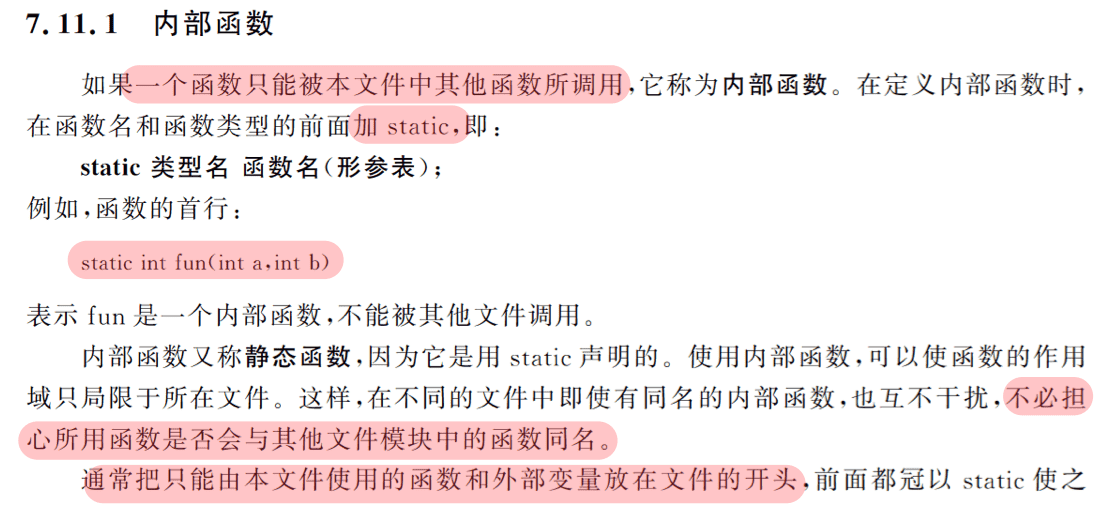 7.11.1 内部函数
如果一个函数只能被本文件中其他函数所调用,它称为内部函数。在定义内部函数时,
在函数名和函数类型的前面加 static,即:
static 类型名 函数名(形参表);
例如,函数的首行:
static int fun(int a,int b)
表示 fun 是一个内部函数,不能被其他文件调用。
内部函数又称静态函数,因为它是用 static 声明的。使用内部函数,可以使函数的作用
域只局限于所在文件。这样,在不同的文件中即使有同名的内部函数,也互不干扰,不必担
心所用函数是否会与其他文件模块中的函数同名。
通常把只能由本文件使用的函数和外部变量放在文件的开头,前面都冠以 static 使之